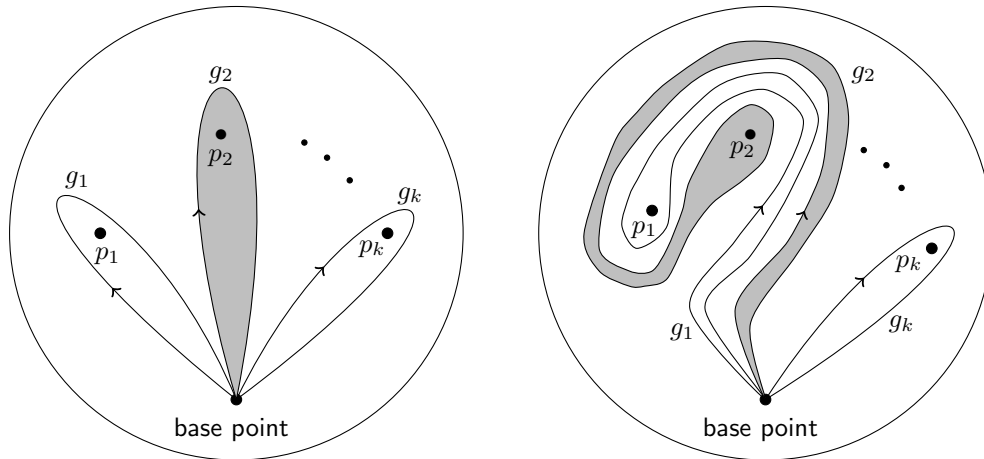 g₂
g₁
p₂
p₁
gₖ
pₖ
base point
g₂
p₂
p₁
g₁
pₖ
gₖ
base point